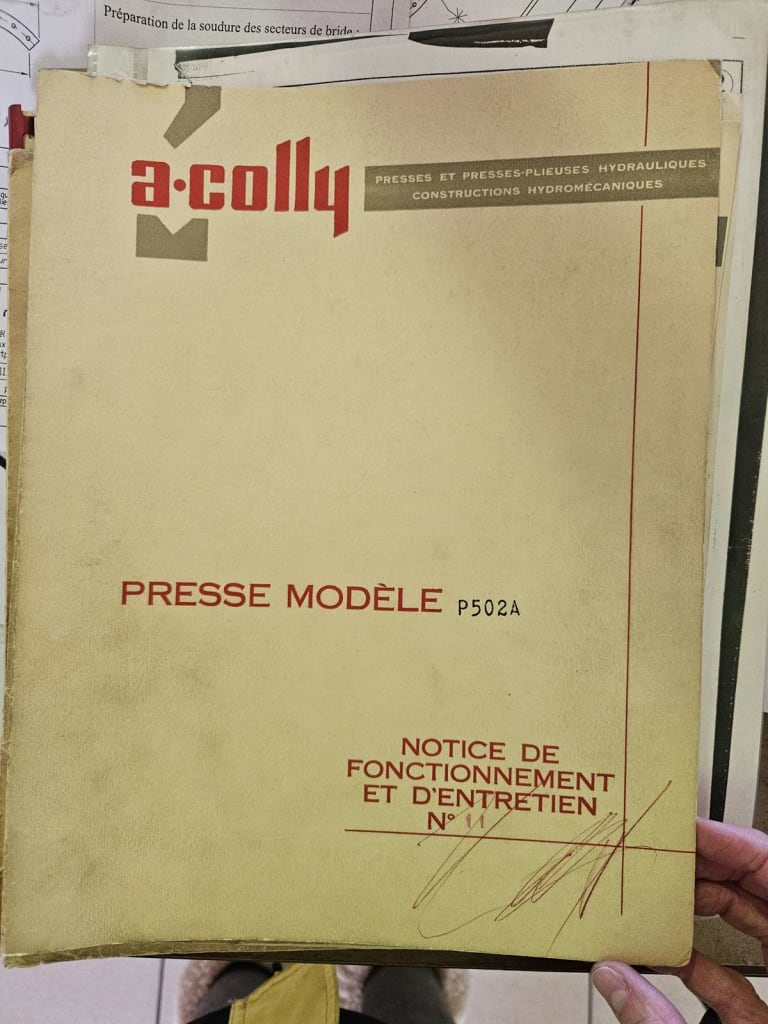 Préparation de la soudure des secteurs de bride :
a·colly
PRESSES ET PRESSES-PLIEUSES HYDRAULIQUES
CONSTRUCTIONS HYDROMÉCANIQUES
PRESSE MODÈLE P502A
NOTICE DE
FONCTIONNEMENT
ET D'ENTRETIEN
N° 11